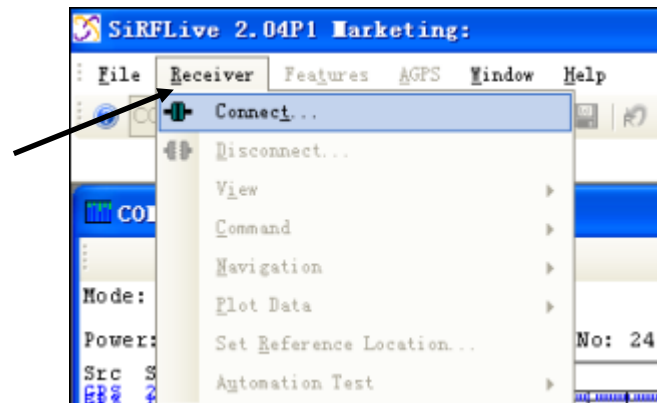 SiRFLive 2.04P1 Marketing:
File Receiver Features AGPS Window Help
Connect...
Disconnect...
View
Command
Navigation
Mode:
Plot Data
Power:
Set Reference Location...
No: 24
Src
Automation Test